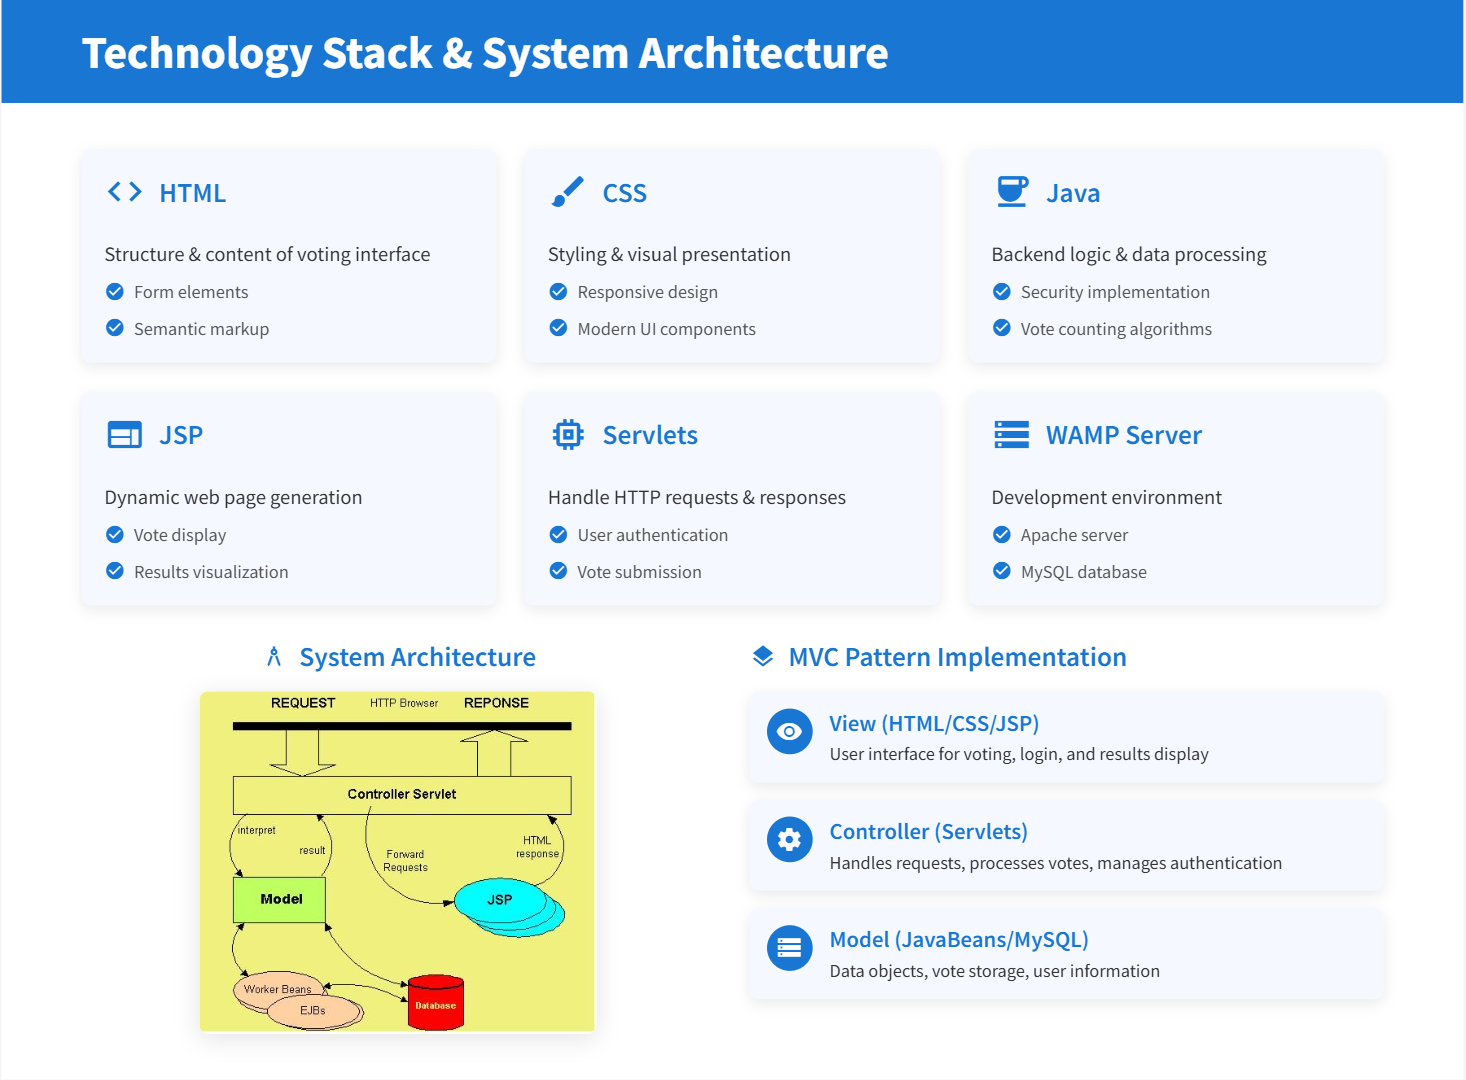 Technology Stack & System Architecture
HTML
Structure & content of voting interface
Form elements
Semantic markup
CSS
Styling & visual presentation
Responsive design
Modern UI components
Java
Backend logic & data processing
Security implementation
Vote counting algorithms
JSP
Dynamic web page generation
Vote display
Results visualization
Servlets
Handle HTTP requests & responses
User authentication
Vote submission
WAMP Server
Development environment
Apache server
MySQL database
System Architecture
REQUEST HTTP Browser REPONSE
Controller Servlet
interpret
result
Forward
Requests
HTML
response
Model
JSP
Worker Beans
EJBs
Database
MVC Pattern Implementation
View (HTML/CSS/JSP)
User interface for voting, login, and results display
Controller (Servlets)
Handles requests, processes votes, manages authentication
Model (JavaBeans/MySQL)
Data objects, vote storage, user information